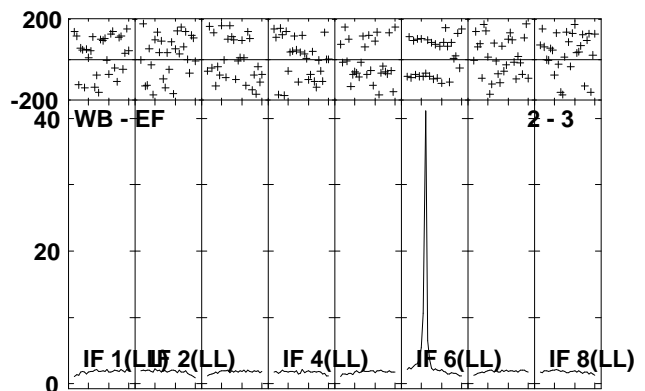 200
-200
40
WB - EF
2 - 3
20
IF 1(LL)
IF 2(LL)
IF 4(LL)
IF 6(LL)
IF 8(LL)
0